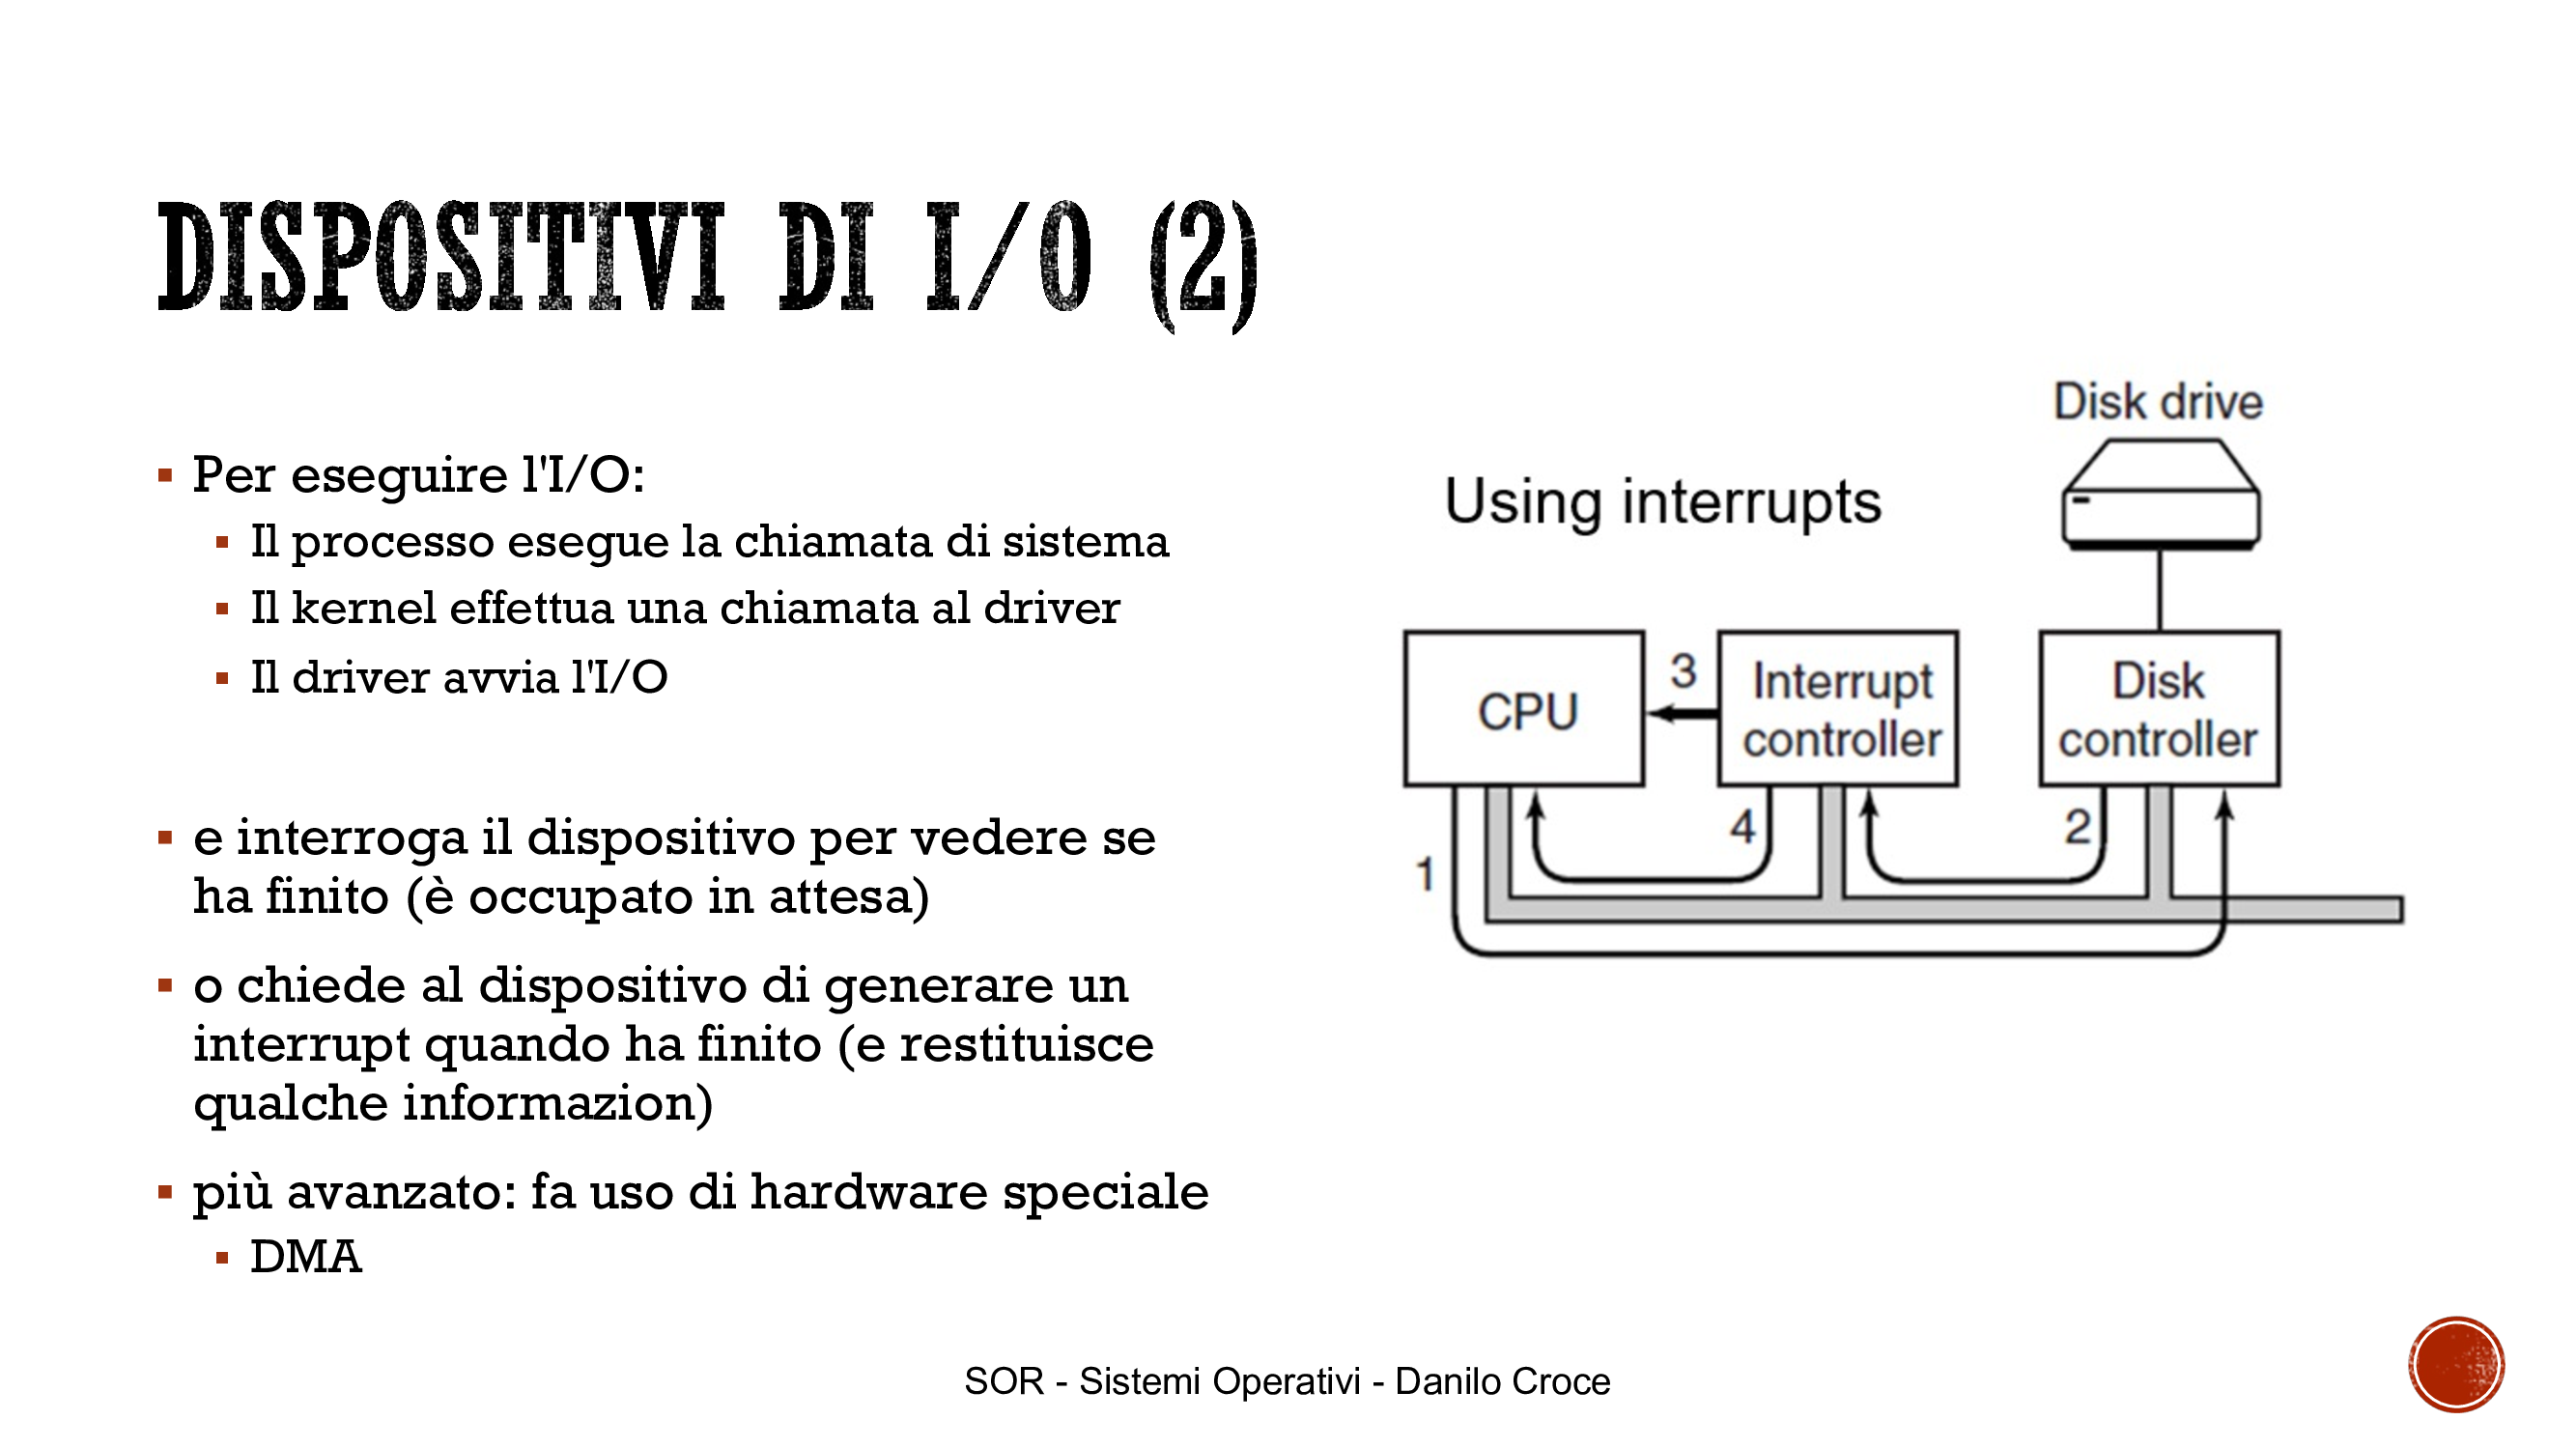 DISPOSITIVI DI I/O (2)
Per eseguire l'I/O:
Il processo esegue la chiamata di sistema
Il kernel effettua una chiamata al driver
Il driver avvia l'I/O
e interroga il dispositivo per vedere se
ha finito (è occupato in attesa)
o chiede al dispositivo di generare un
interrupt quando ha finito (e restituisce
qualche informazion)
più avanzato: fa uso di hardware speciale
DMA
Using interrupts
Disk drive
CPU
3
Interrupt
controller
Disk
controller
1
4
2
SOR - Sistemi Operativi - Danilo Croce